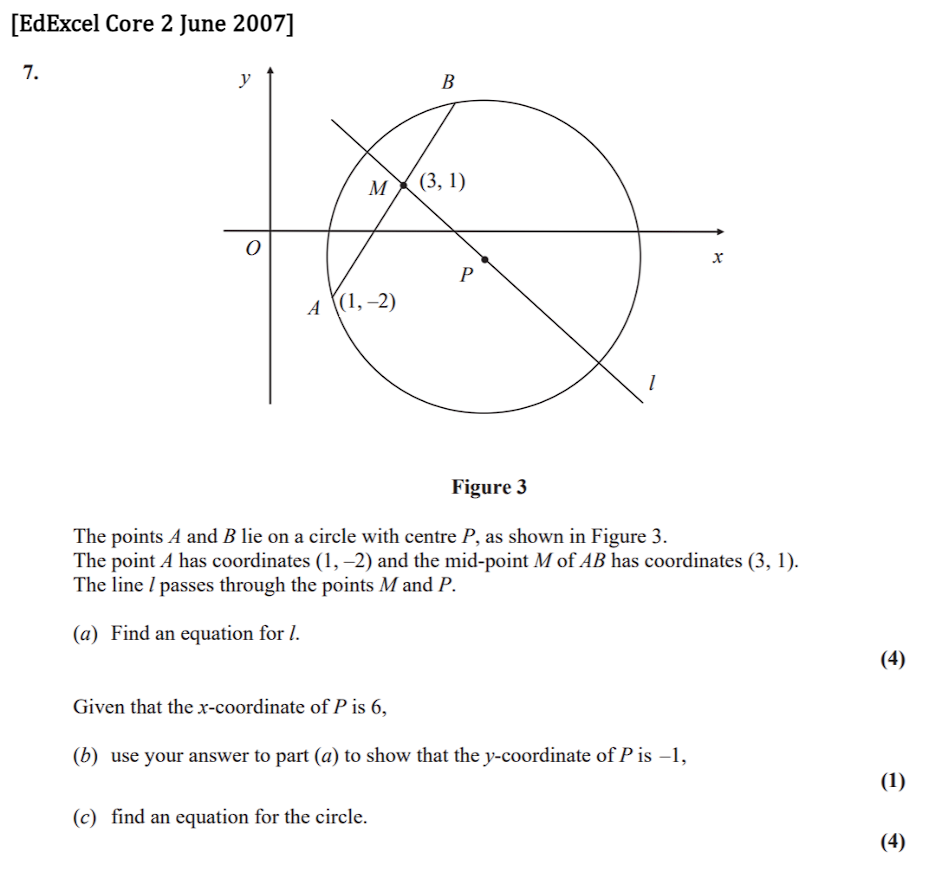 [EdExcel Core 2 June 2007]
7.
y
B
M
(3, 1)
O
x
P
A
(1, –2)
l
Figure 3
The points A and B lie on a circle with centre P, as shown in Figure 3.
The point A has coordinates (1, –2) and the mid-point M of AB has coordinates (3, 1).
The line l passes through the points M and P.
(a) Find an equation for l.
(4)
Given that the x-coordinate of P is 6,
(b) use your answer to part (a) to show that the y-coordinate of P is –1,
(1)
(c) find an equation for the circle.
(4)